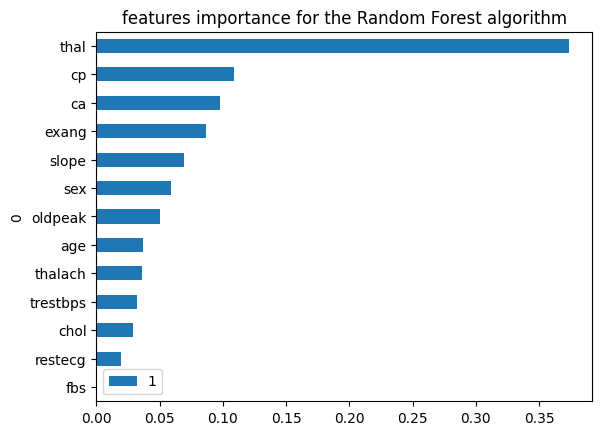 features importance for the Random Forest algorithm
thal
cp
ca
exang
slope
sex
oldpeak
age
thalach
trestbps
chol
restecg
fbs
0
1
0.00 0.05 0.10 0.15 0.20 0.25 0.30 0.35